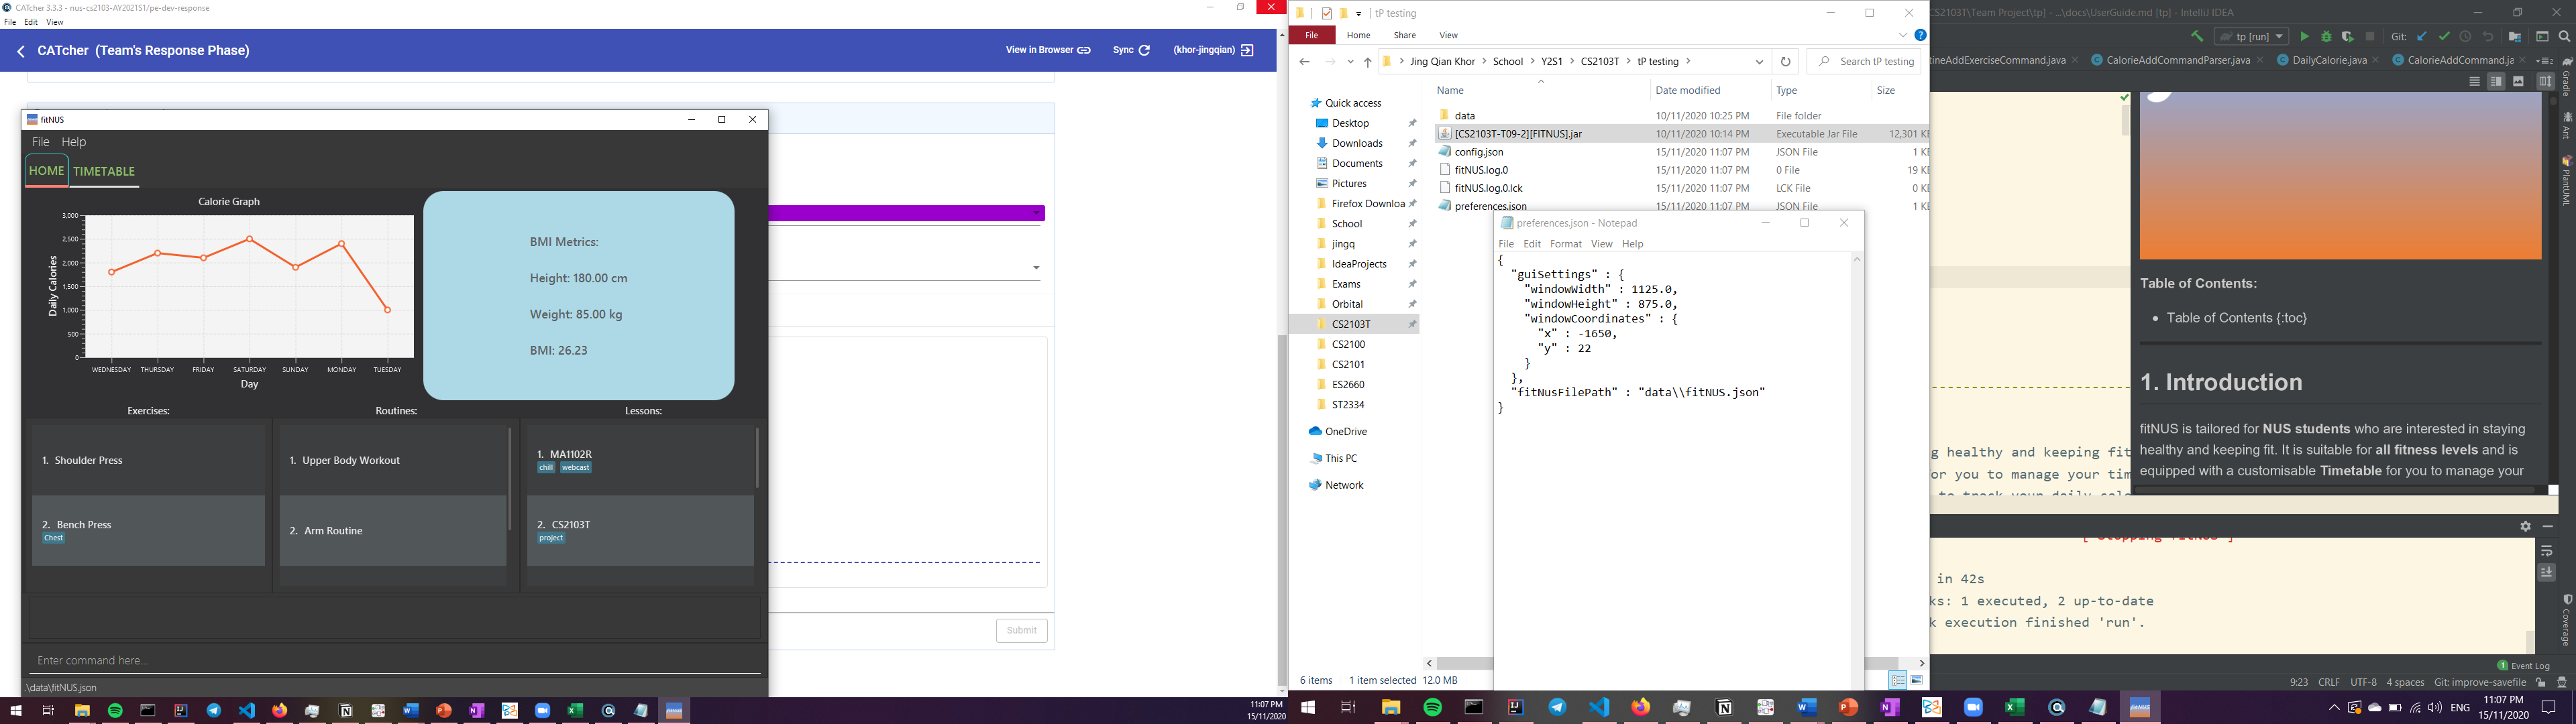 CATcher 3.3.3 - nus-cs2103-AY2021S1/pe-dev-response
File Edit View
CATcher (Team's Response Phase)
View in Browser
Sync
(khor-jingqian)
fitNUS
File Help
HOME TIMETABLE
Calorie Graph
3,000
2,500
2,000
1,500
1,000
500
0
Daily Calories
WEDNESDAY THURSDAY FRIDAY SATURDAY SUNDAY MONDAY TUESDAY
Day
BMI Metrics:
Height: 180.00 cm
Weight: 85.00 kg
BMI: 26.23
Exercises:
Routines:
Lessons:
1. Shoulder Press
2. Bench Press
Chest
1. Upper Body Workout
2. Arm Routine
1. MA1102R
chill webcast
2. CS2103T
project
Enter command here...
.\data\fitNUS.json
Submit
11:07 PM
15/11/2020
tP testing
File Home Share View
Jing Qian Khor > School > Y2S1 > CS2103T > tP testing >
Search tP testing
Name Date modified Type Size
Quick access
Desktop
Downloads
Documents
Pictures
Firefox Downloa
School
jingq
IdeaProjects
Exams
Orbital
CS2103T
CS2100
CS2101
ES2660
ST2334
OneDrive
This PC
Network
data 10/11/2020 10:25 PM File folder
[CS2103T-T09-2][FITNUS].jar 10/11/2020 10:14 PM Executable Jar File 12,301 KE
config.json 15/11/2020 11:07 PM JSON File 1 KE
fitNUS.log.0 15/11/2020 11:07 PM 0 File 19 KE
fitNUS.log.0.lck 15/11/2020 11:07 PM LCK File 0 KE
preferences.json 15/11/2020 11:07 PM JSON File 1 KE
preferences.json - Notepad
File Edit Format View Help
{
"guiSettings" : {
"windowWidth" : 1125.0,
"windowHeight" : 875.0,
"windowCoordinates" : {
"x" : -1650,
"y" : 22
}
},
"fitNusFilePath" : "data\\fitNUS.json"
}
6 items 1 item selected 12.0 MB
CS2103T\Team Project\tp] - ...\docs\UserGuide.md [tp] - IntelliJ IDEA
tp [run]
Git:
tineAddExerciseCommand.java
CalorieAddCommandParser.java
DailyCalorie.java
CalorieAddCommand.ja
Gradle
Ant
PlantUML
Coverage
Table of Contents:
Table of Contents {:toc}
1. Introduction
fitNUS is tailored for NUS students who are interested in staying
healthy and keeping fit. It is suitable for all fitness levels and is
equipped with a customisable Timetable for you to manage your
g healthy and keeping fit
or you to manage your tim
to track your daily calo
[ Stopping fitNUS ]
in 42s
ks: 1 executed, 2 up-to-date
k execution finished 'run'.
1 Event Log
9:23 CRLF UTF-8 4 spaces Git: improve-savefile
ENG
11:07 PM
15/11/2020